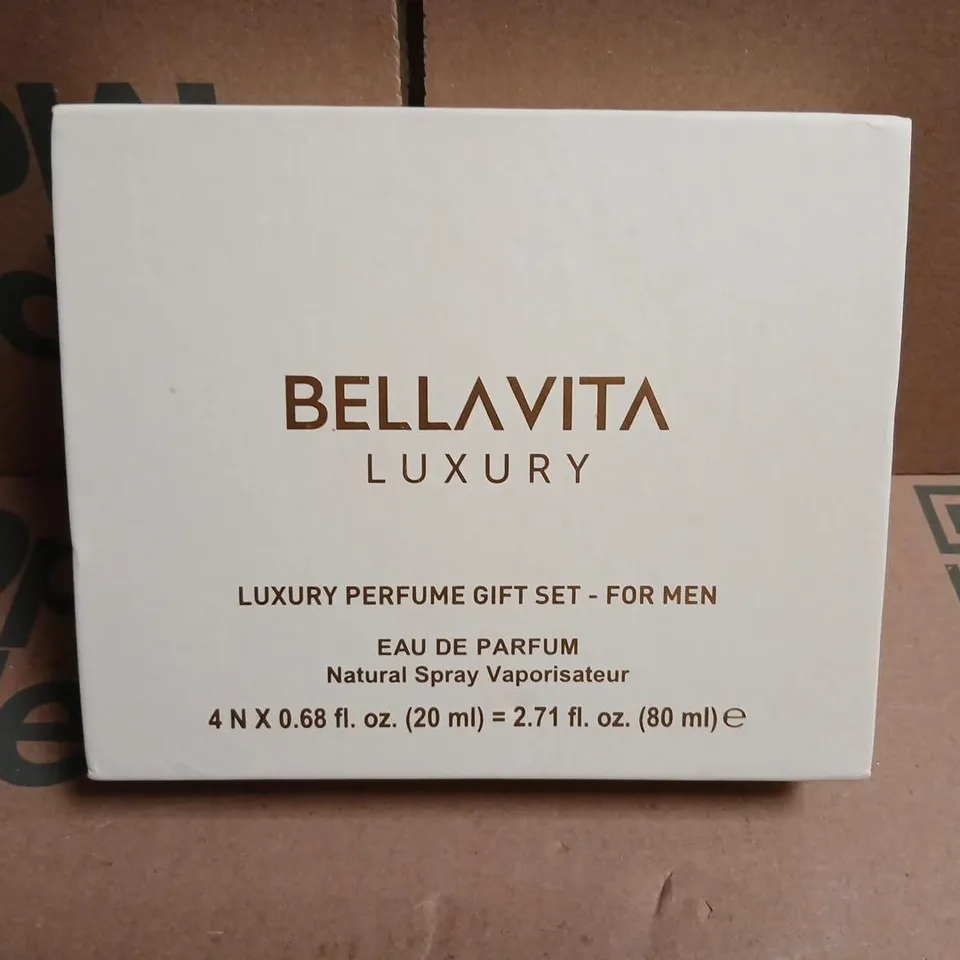 BELLAVITA
LUXURY
LUXURY PERFUME GIFT SET - FOR MEN
EAU DE PARFUM
Natural Spray Vaporisateur
4 N X 0.68 fl. oz. (20 ml) = 2.71 fl. oz. (80 ml) ℮